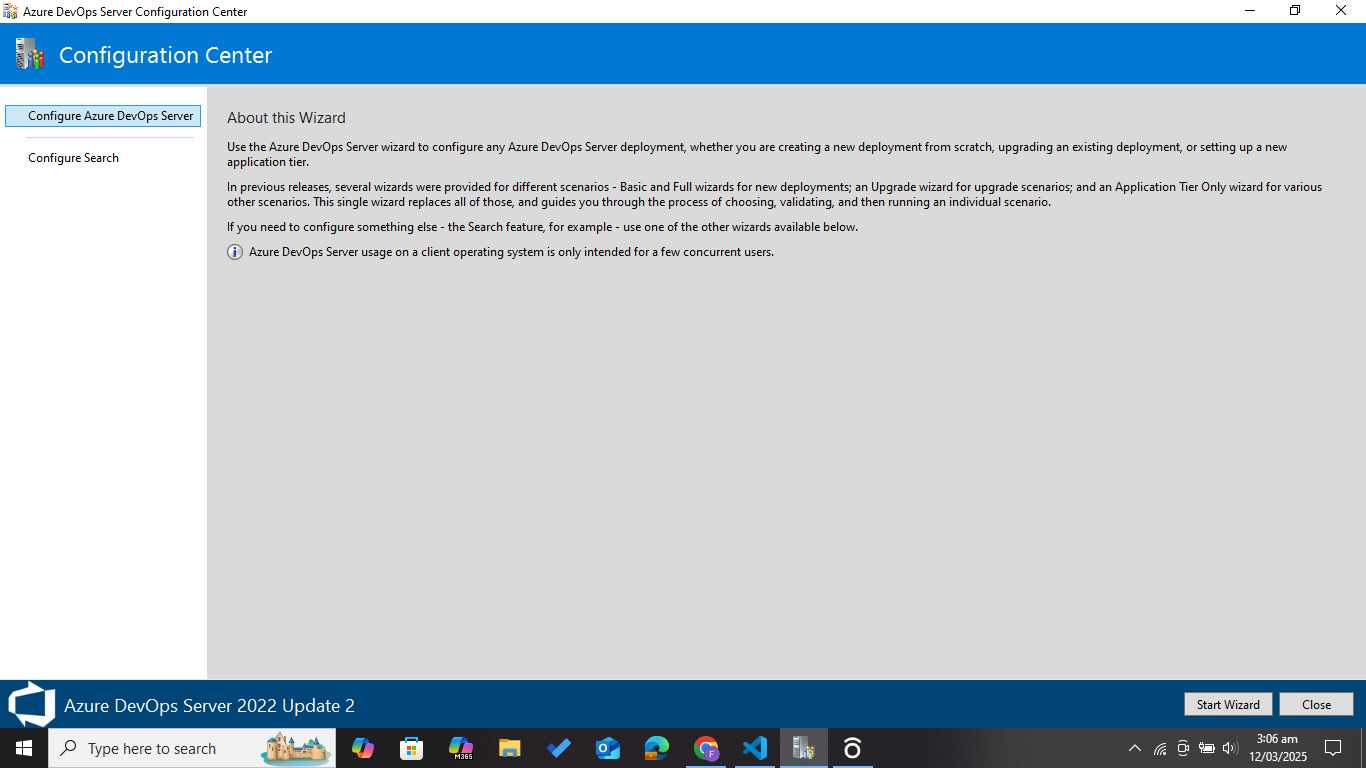 Azure DevOps Server Configuration Center
Configuration Center
Configure Azure DevOps Server
Configure Search
About this Wizard
Use the Azure DevOps Server wizard to configure any Azure DevOps Server deployment, whether you are creating a new deployment from scratch, upgrading an existing deployment, or setting up a new
application tier.
In previous releases, several wizards were provided for different scenarios - Basic and Full wizards for new deployments; an Upgrade wizard for upgrade scenarios; and an Application Tier Only wizard for various
other scenarios. This single wizard replaces all of those, and guides you through the process of choosing, validating, and then running an individual scenario.
If you need to configure something else - the Search feature, for example - use one of the other wizards available below.
Azure DevOps Server usage on a client operating system is only intended for a few concurrent users.
Azure DevOps Server 2022 Update 2
Start Wizard
Close
Type here to search
M365
F
3:06 am
12/03/2025